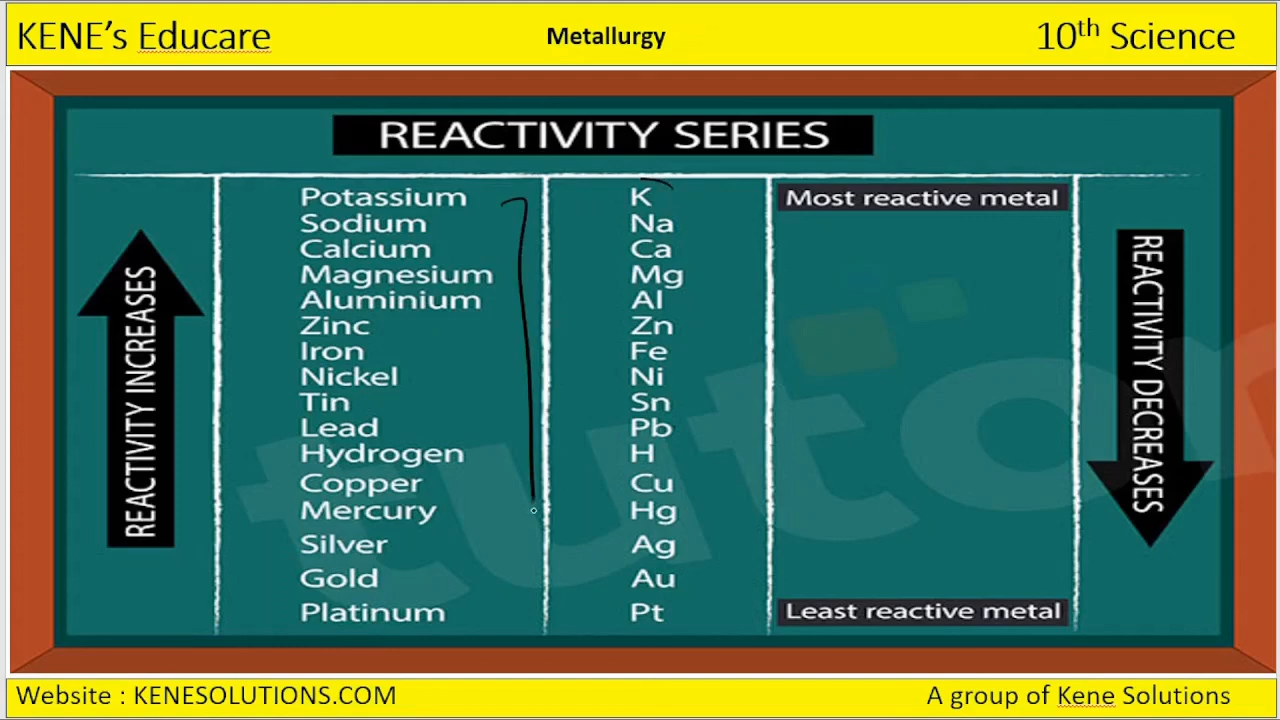 KENE's Educare
Metallurgy
10th Science
REACTIVITY SERIES
REACTIVITY INCREASES
Potassium K Most reactive metal
Sodium Na
Calcium Ca
Magnesium Mg
Aluminium Al
Zinc Zn
Iron Fe
Nickel Ni
Tin Sn
Lead Pb
Hydrogen H
Copper Cu
Mercury Hg
Silver Ag
Gold Au
Platinum Pt Least reactive metal
REACTIVITY DECREASES
tutor
Website : KENESOLUTIONS.COM
A group of Kene Solutions